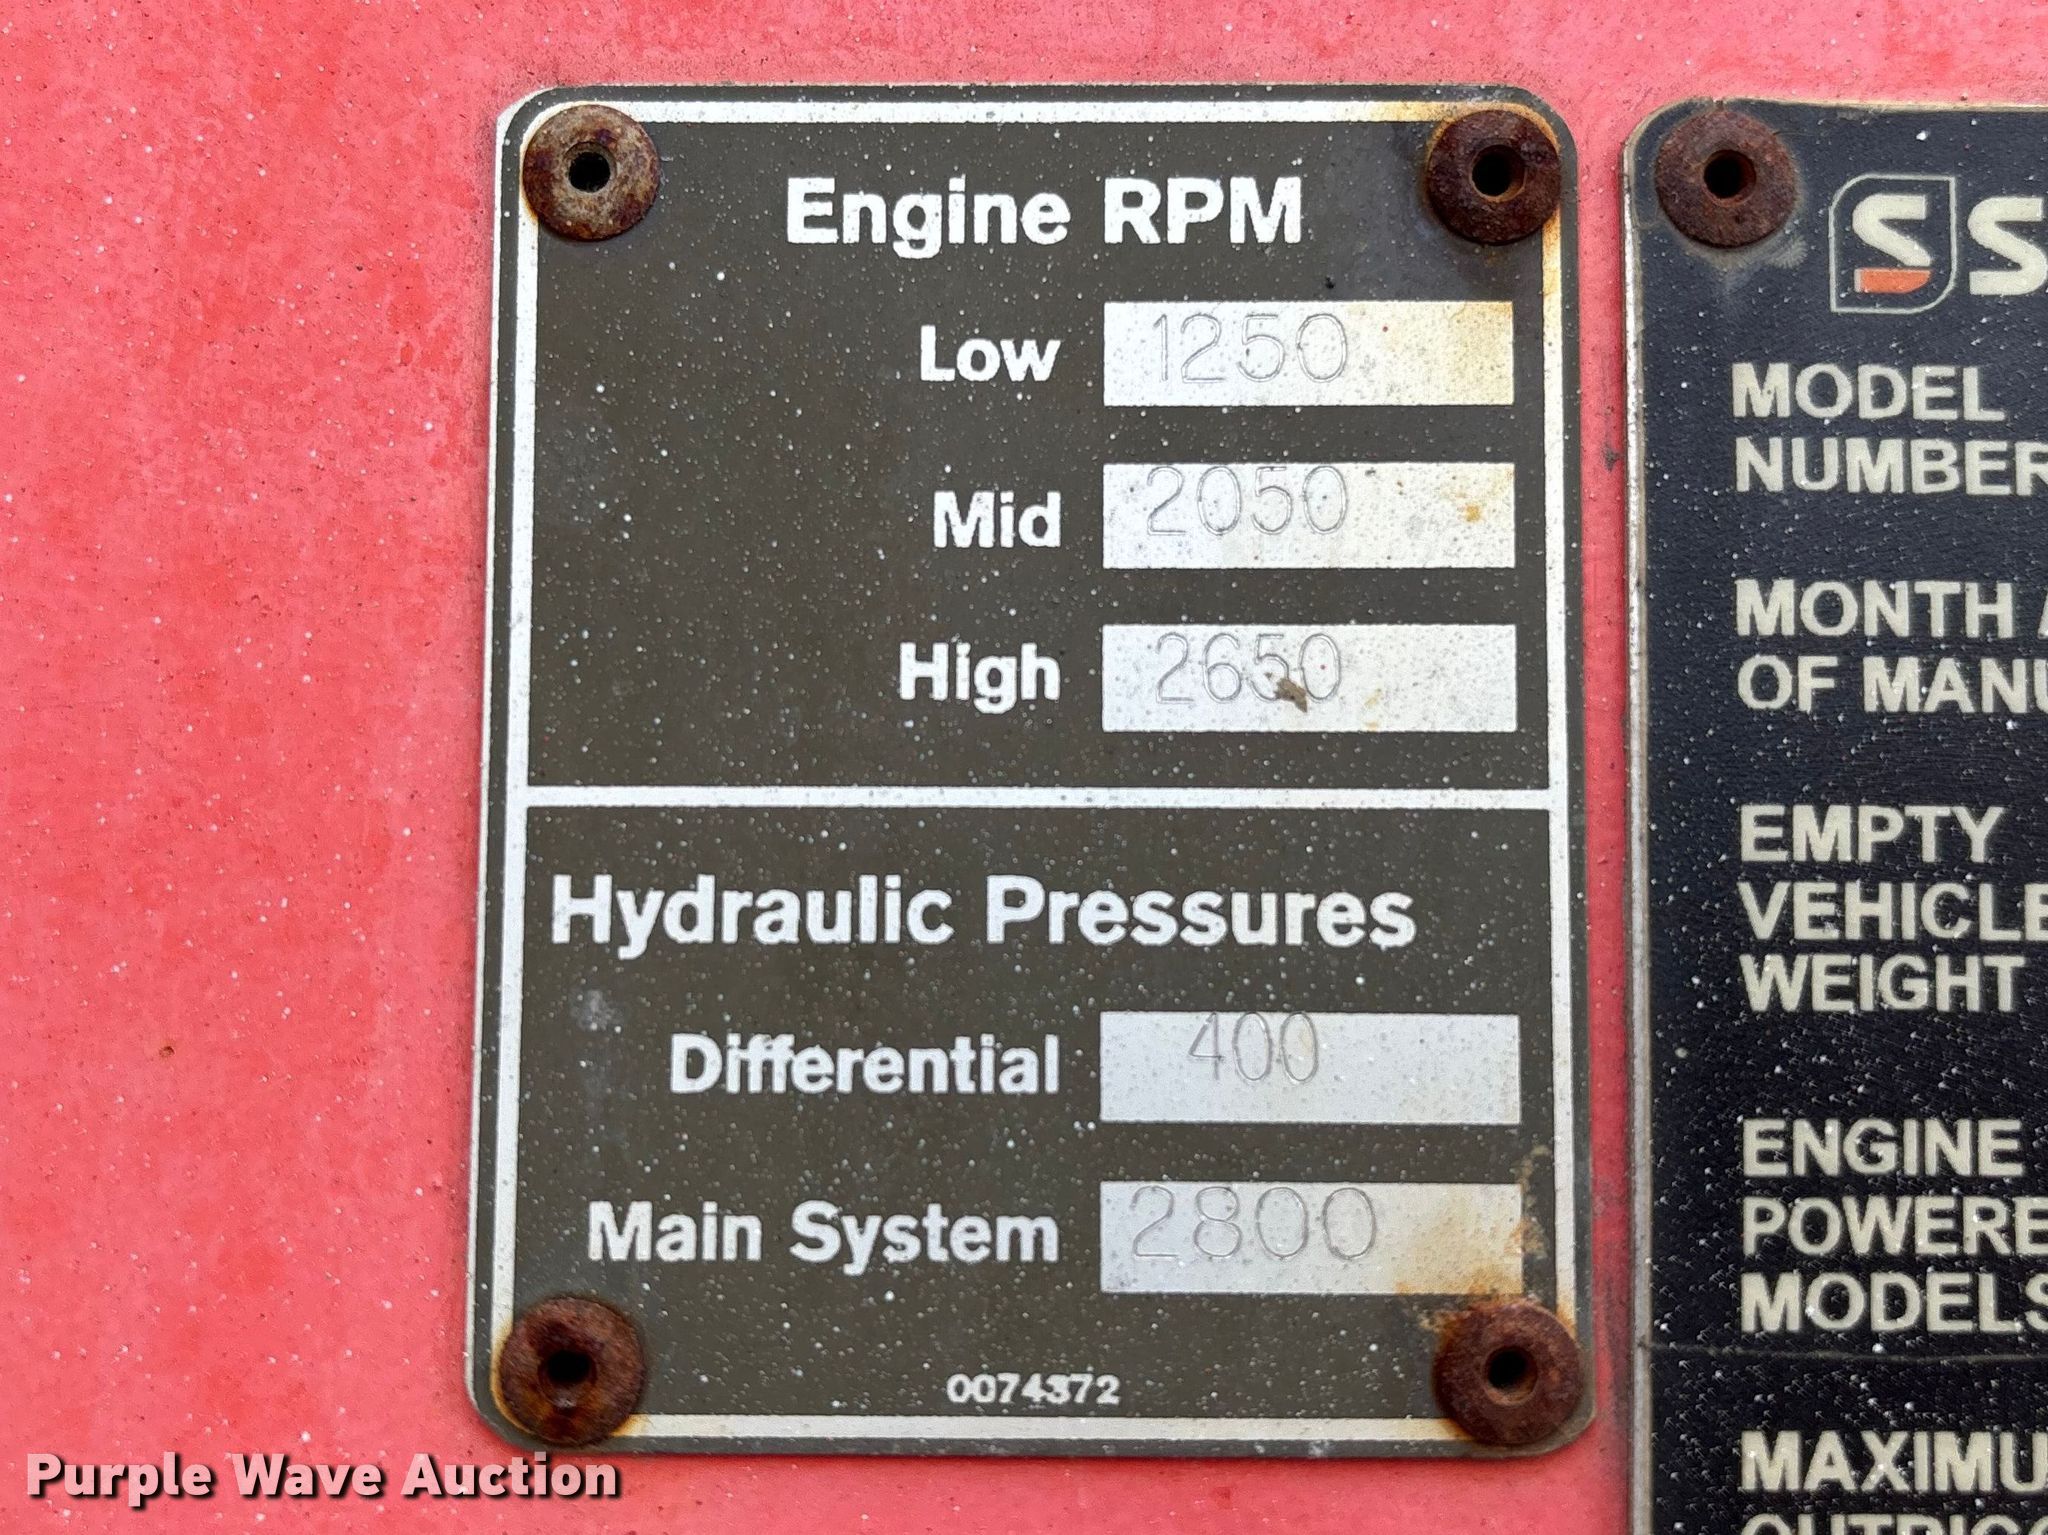 Engine RPM
Low 1250
Mid 2050
High 2650
Hydraulic Pressures
Differential 400
Main System 2800
0074372
S
MODEL
NUMBER
MONTH
OF MANU
EMPTY
VEHICLE
WEIGHT
ENGINE
POWERE
MODELS
MAXIMU
Purple Wave Auction